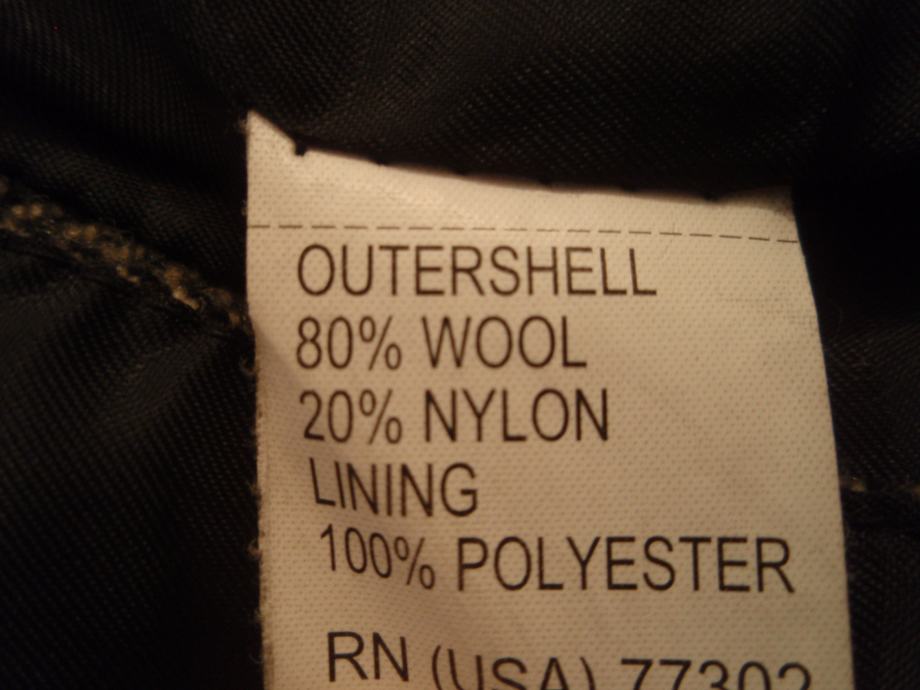 OUTERSHELL
80% WOOL
20% NYLON
LINING
100% POLYESTER
RN (USA) 77302